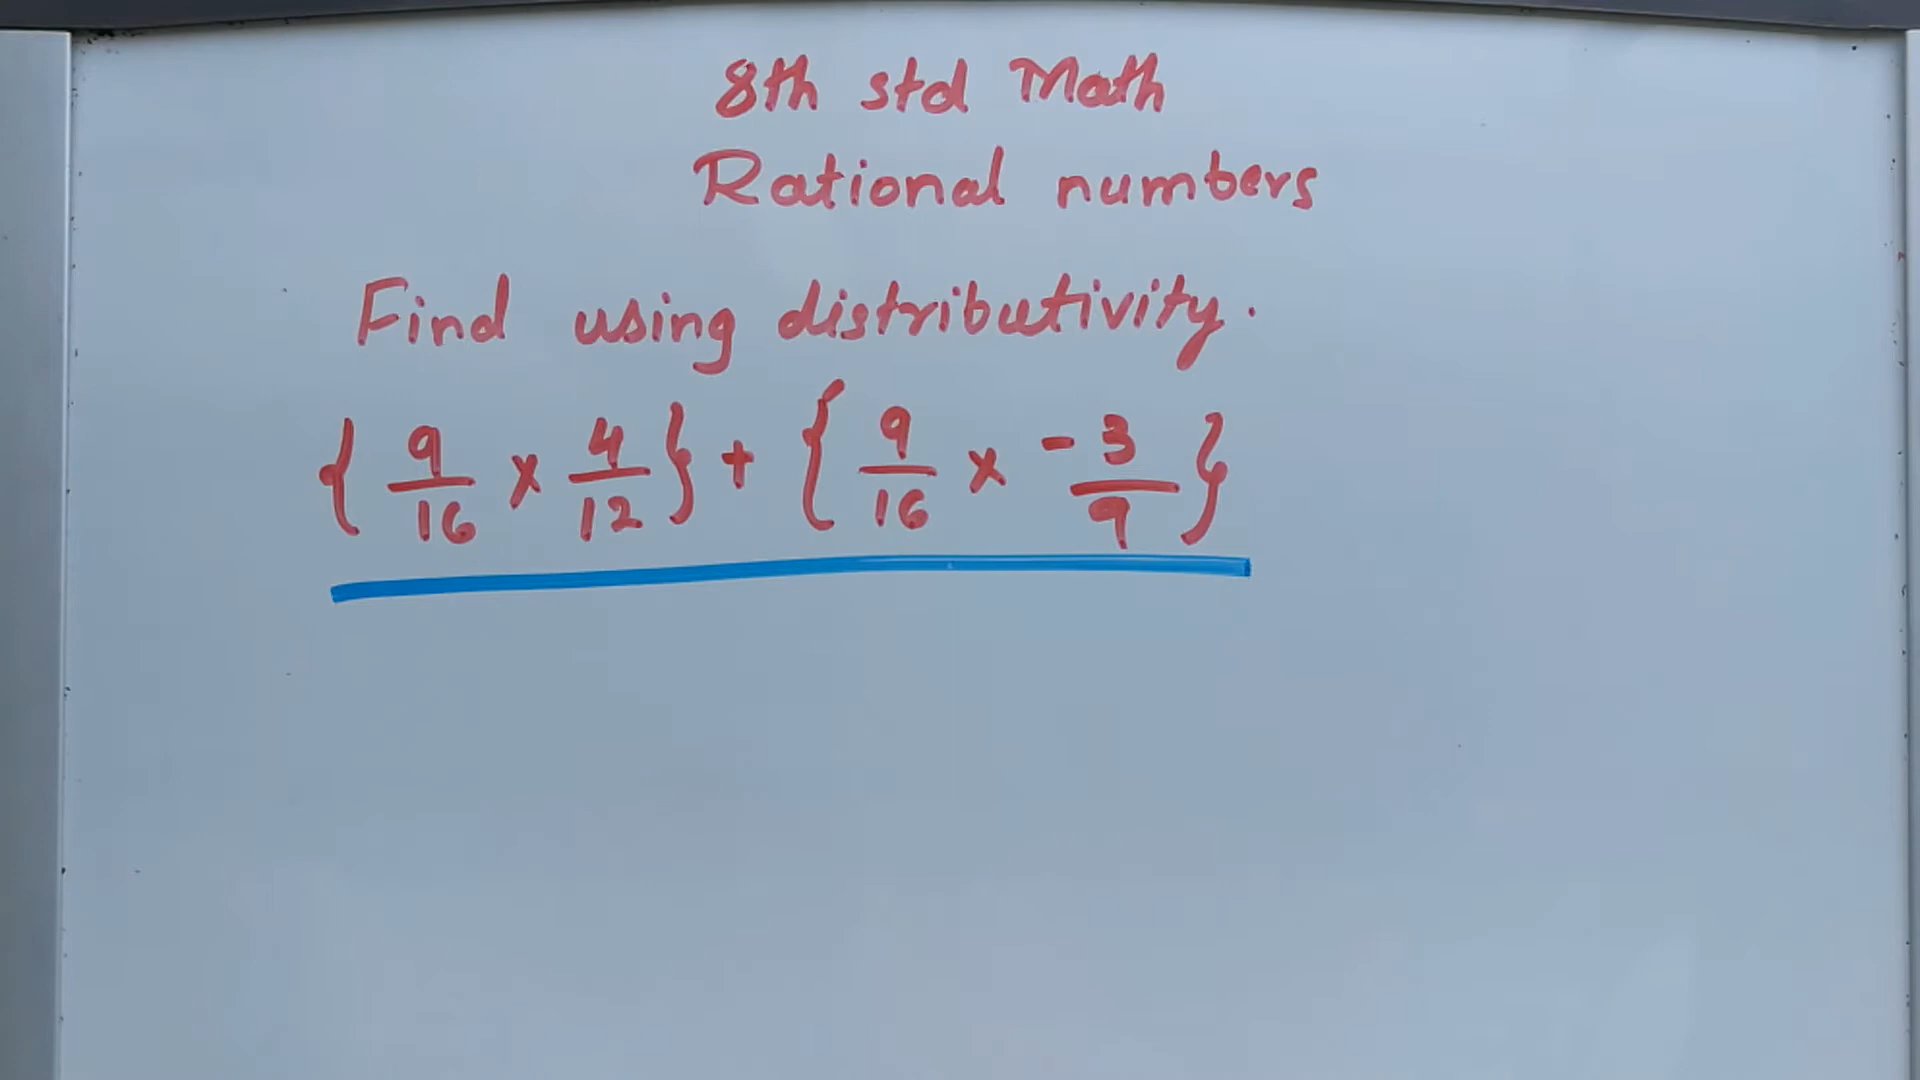 8th std Math
Rational numbers
Find using distributivity.
{ 9/16 x 4/12 } + { 9/16 x -3/9 }